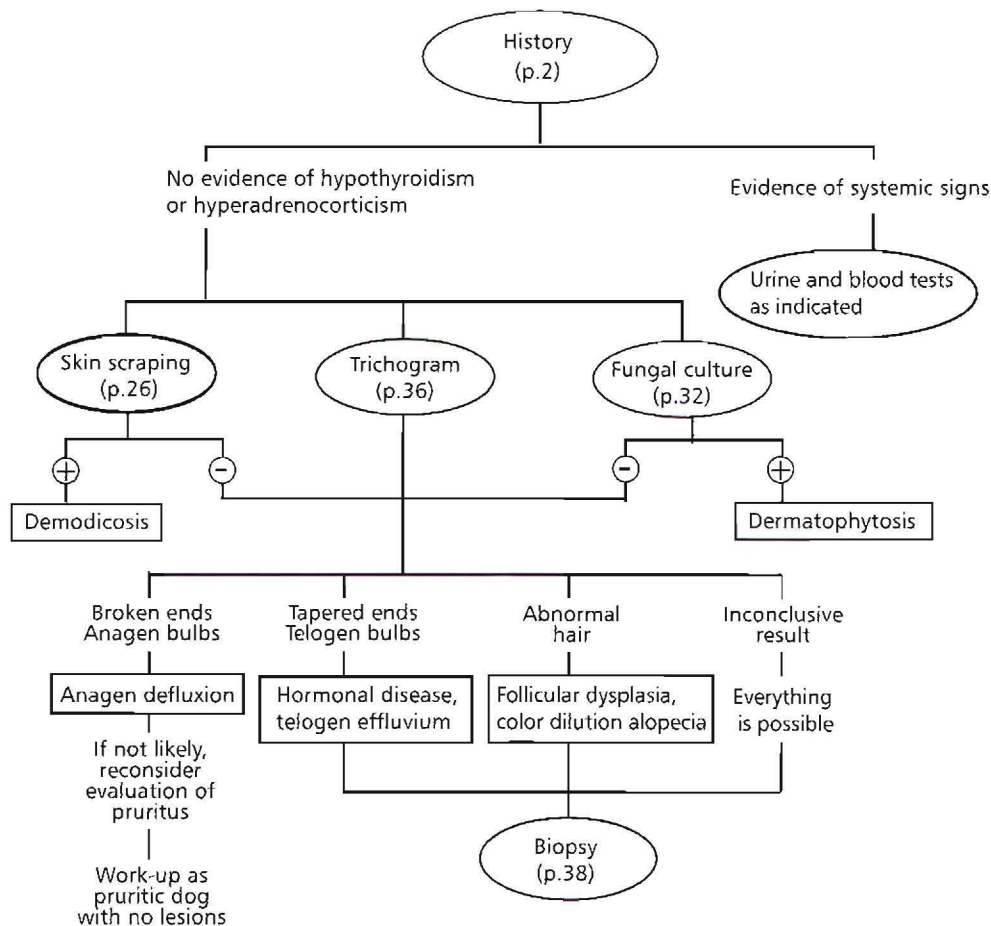 History
(p.2)
No evidence of hypothyroidism
or hyperadrenocorticism
Evidence of systemic signs
Urine and blood tests
as indicated
Skin scraping
(p.26)
Trichogram
(p.36)
Fungal culture
(p.32)
+
-
-
+
Demodicosis
Dermatophytosis
Broken ends
Anagen bulbs
Tapered ends
Telogen bulbs
Abnormal
hair
Inconclusive
result
Anagen defluxion
Hormonal disease,
telogen effluvium
Follicular dysplasia,
color dilution alopecia
Everything
is possible
If not likely,
reconsider
evaluation of
pruritus
Biopsy
(p.38)
Work-up as
pruritic dog
with no lesions